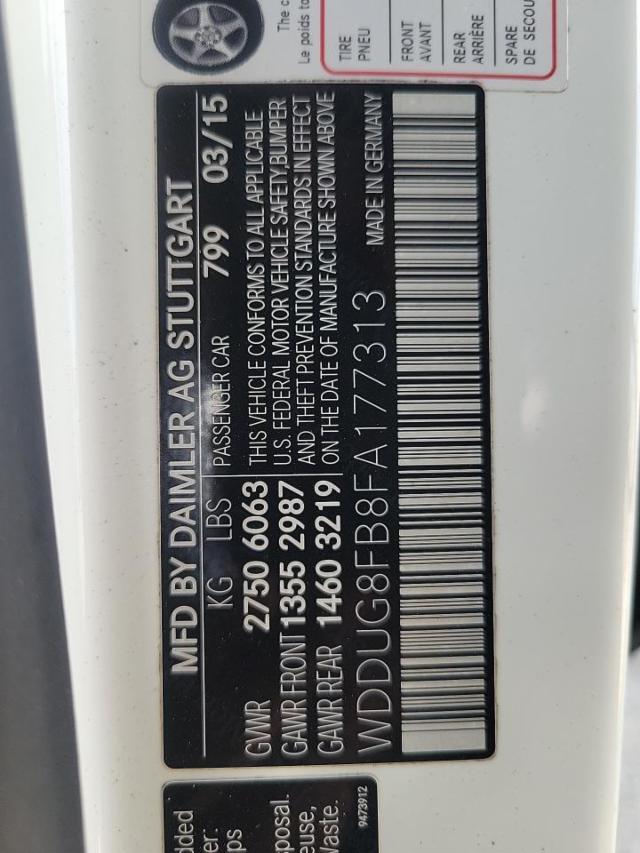 The c
Le poids to
TIRE
PNEU
FRONT
AVANT
REAR
ARRIÈRE
SPARE
DE SECOU
MFD BY DAIMLER AG STUTTGART
KG LBS PASSENGER CAR 799 03/15
GVWR 2750 6063
GAWR FRONT 1355 2987
GAWR REAR 1460 3219
THIS VEHICLE CONFORMS TO ALL APPLICABLE
U.S. FEDERAL MOTOR VEHICLE SAFETY,BUMPER
AND THEFT PREVENTION STANDARDS IN EFFECT
ON THE DATE OF MANUFACTURE SHOWN ABOVE
WDDUG8FB8FA177313 MADE IN GERMANY
dded
er.
ps
posal.
euse,
Waste.
9473912